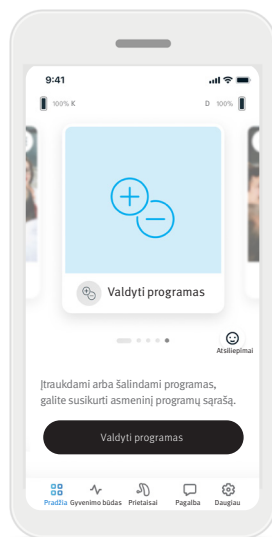 9:41
100% K
D 100%
Valdyti programas
Atsiliepimai
Įtraukdami arba šalindami programas,
galite susikurti asmeninį programų sąrašą.
Valdyti programas
Pradžia Gyvenimo būdas Prietaisai Pagalba Daugiau